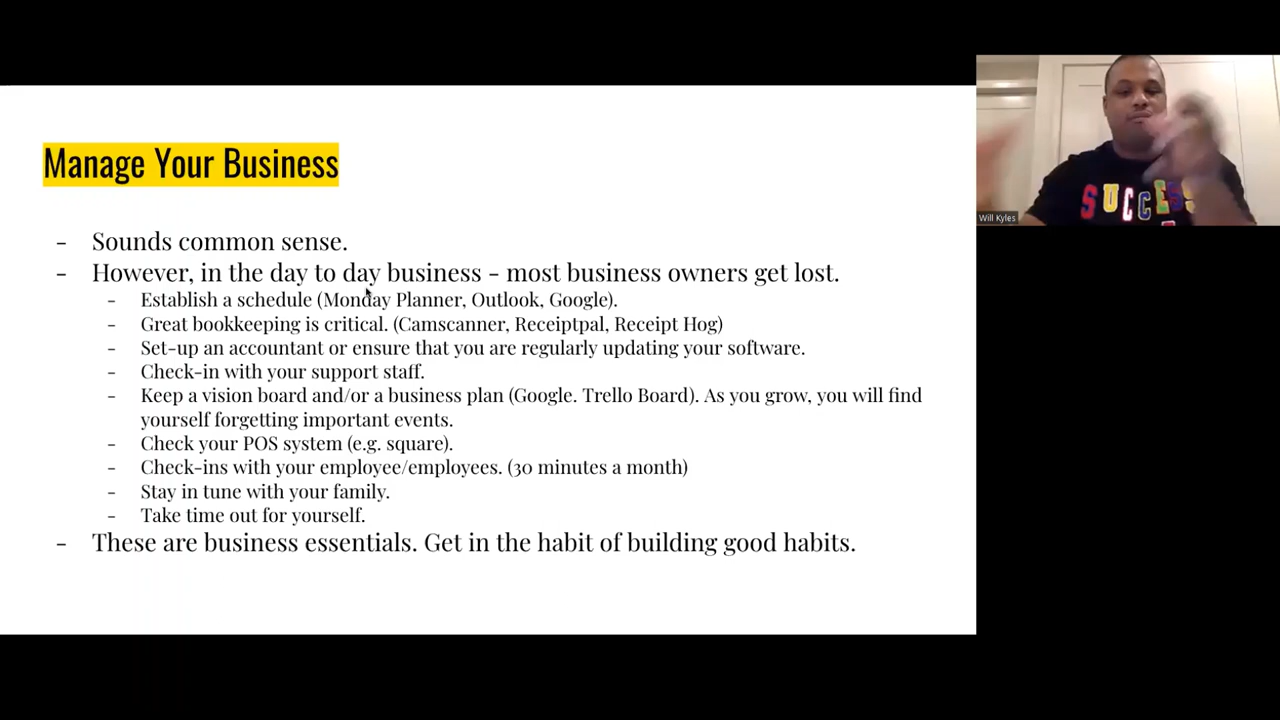 Manage Your Business
- Sounds common sense.
- However, in the day to day business - most business owners get lost.
- Establish a schedule (Monday Planner, Outlook, Google).
- Great bookkeeping is critical. (Camscanner, Receiptpal, Receipt Hog)
- Set-up an accountant or ensure that you are regularly updating your software.
- Check-in with your support staff.
- Keep a vision board and/or a business plan (Google. Trello Board). As you grow, you will find
yourself forgetting important events.
- Check your POS system (e.g. square).
- Check-ins with your employee/employees. (30 minutes a month)
- Stay in tune with your family.
- Take time out for yourself.
- These are business essentials. Get in the habit of building good habits.
SUCCESS
Will Kyles